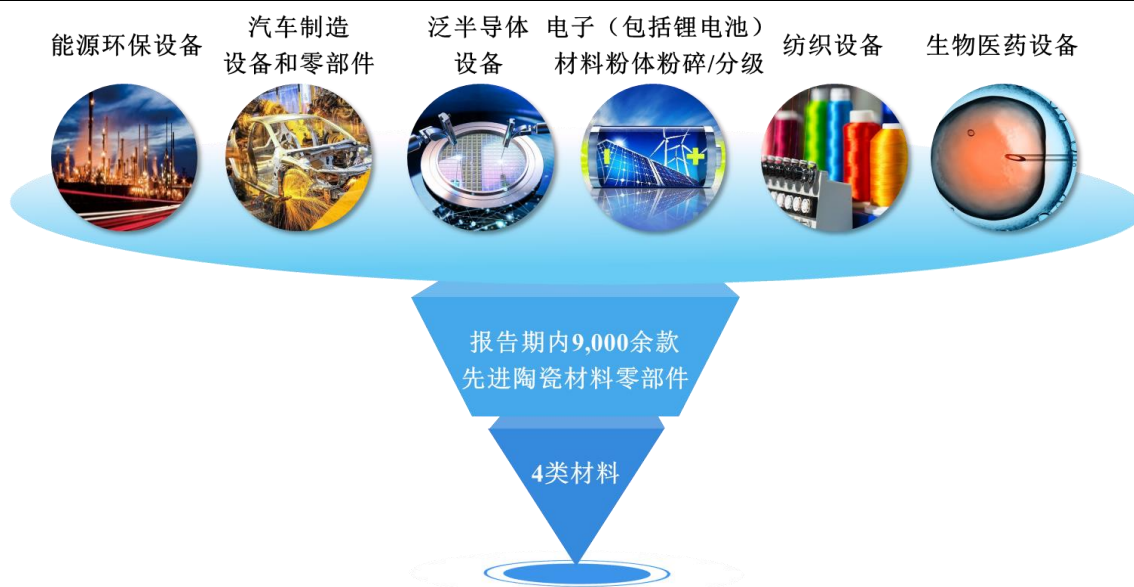 能源环保设备
汽车制造
设备和零部件
泛半导体
设备
电子（包括锂电池）
材料粉体粉碎/分级
纺织设备
生物医药设备
报告期内9,000余款
先进陶瓷材料零部件
4类材料